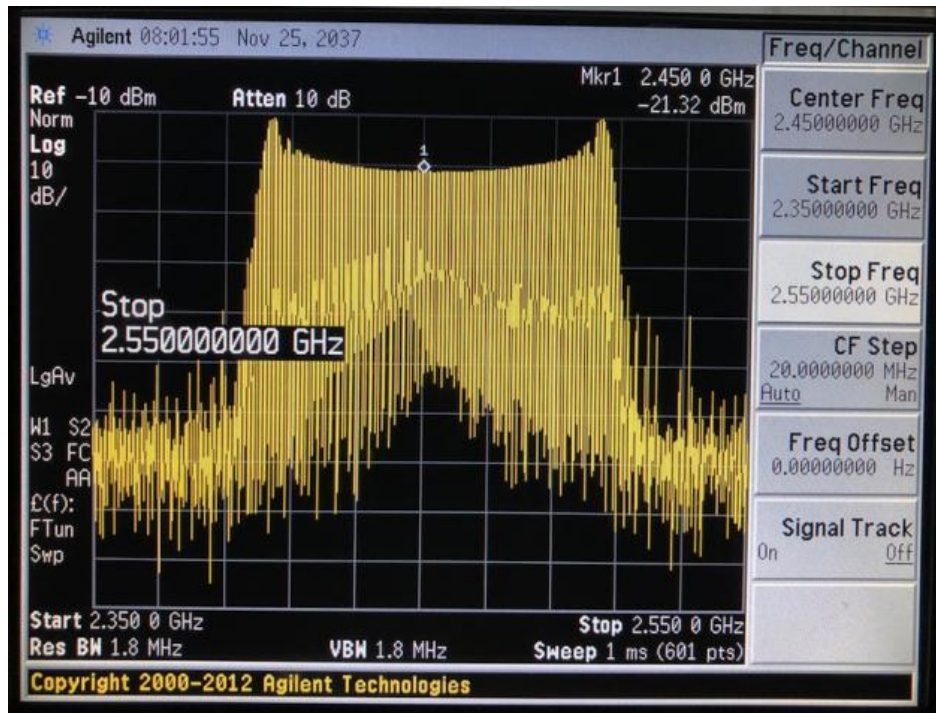 Agilent 08:01:55 Nov 25, 2037
Freq/Channel
Mkr1 2.450 0 GHz
Ref -10 dBm Atten 10 dB -21.32 dBm
Norm
Log
10
dB/
1
Center Freq
2.45000000 GHz
Start Freq
2.35000000 GHz
Stop Freq
2.55000000 GHz
Stop
2.550000000 GHz
CF Step
20.0000000 MHz
Auto Man
LgAv
W1 S2
S3 FC
AA
£(f):
FTun
Swp
Freq Offset
0.00000000 Hz
Signal Track
On Off
Start 2.350 0 GHz Stop 2.550 0 GHz
Res BW 1.8 MHz VBW 1.8 MHz Sweep 1 ms (601 pts)
Copyright 2000-2012 Agilent Technologies